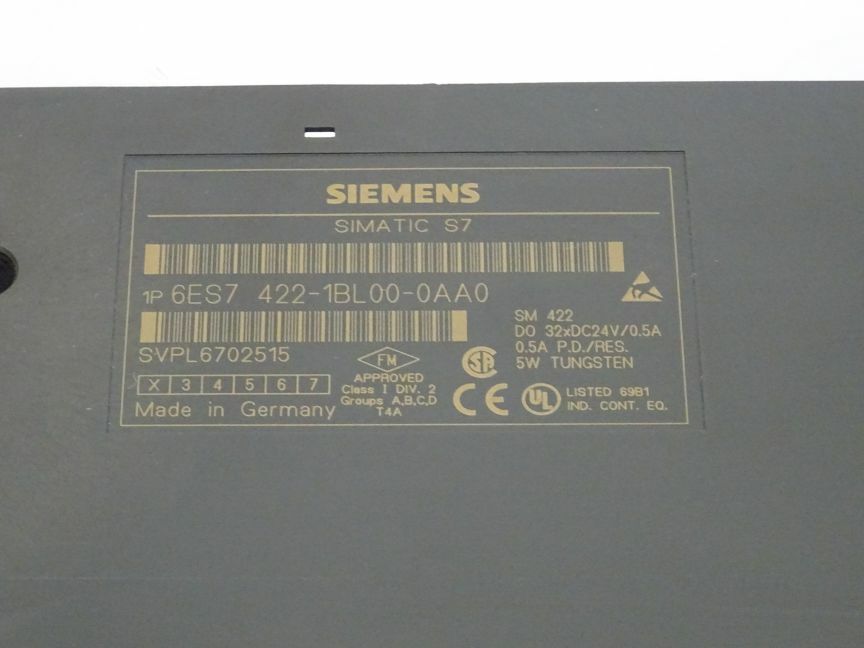 SIEMENS
SIMATIC S7
1P 6ES7 422-1BL00-0AA0
SM 422
DO 32xDC24V/0.5A
0.5A P.D./RES.
5W TUNGSTEN
SVPL6702515
X 3 4 5 6 7
Made in Germany
FM
APPROVED
Class I DIV. 2
Groups A,B,C,D
T4A
SA
CE
UL
LISTED 69B1
IND. CONT. EQ.